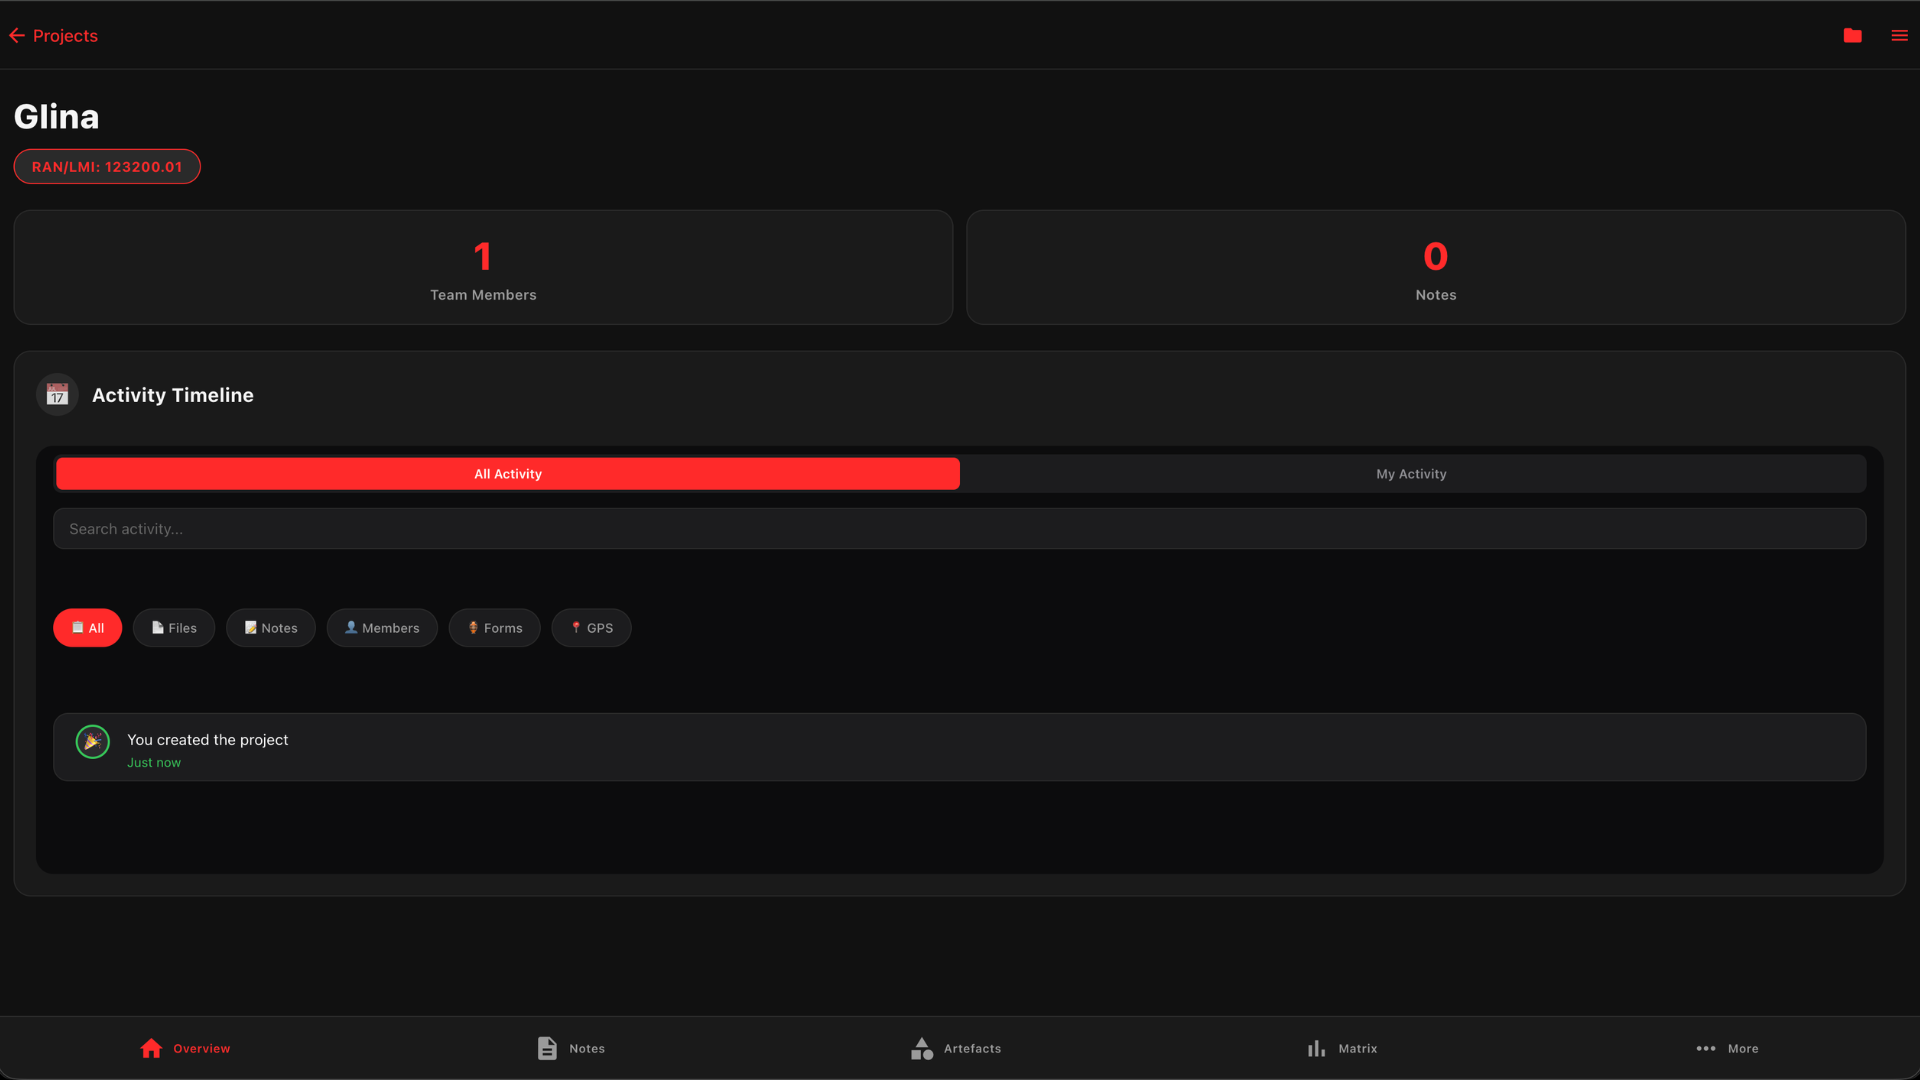 Projects
Glina
RAN/LMI: 123200.01
1
Team Members
0
Notes
17
Activity Timeline
All Activity
My Activity
Search activity...
All
Files
Notes
Members
Forms
GPS
You created the project
Just now
Overview
Notes
Artefacts
Matrix
More